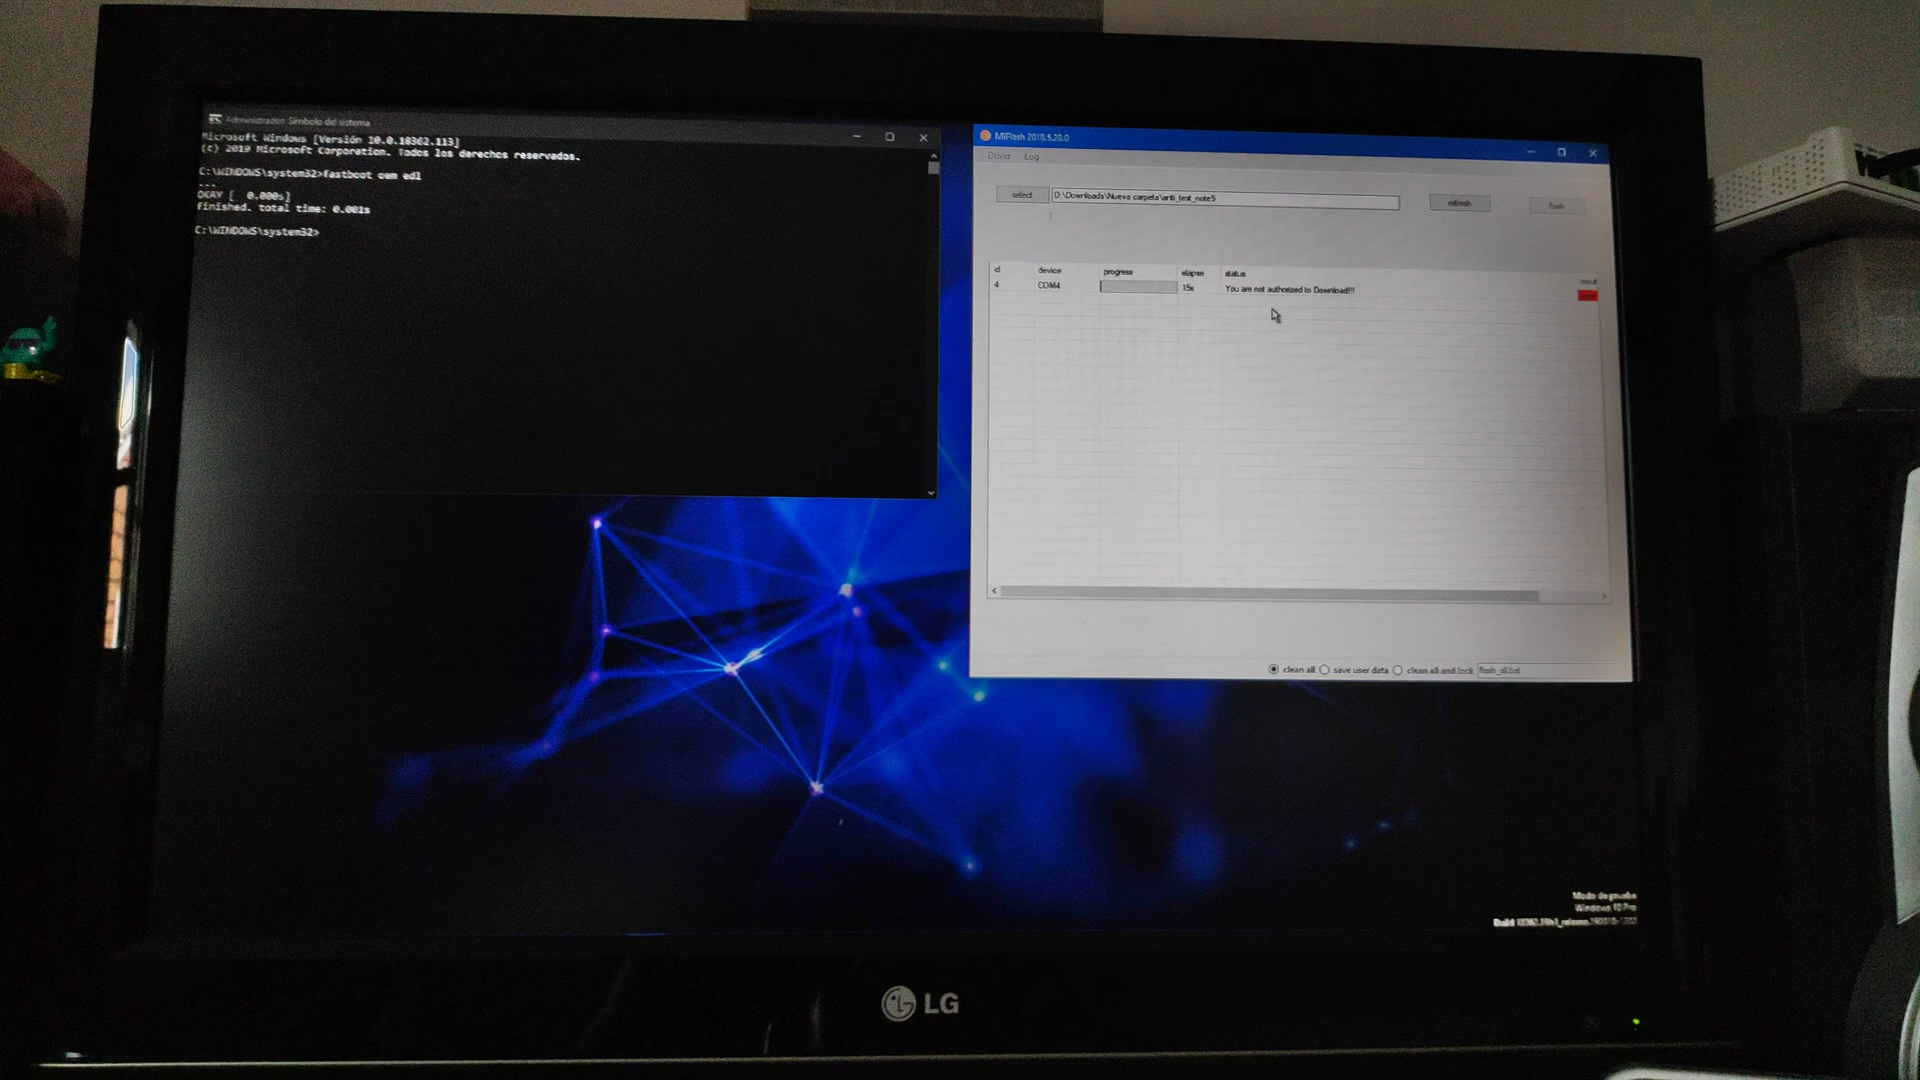 Administrador: Símbolo del sistema
Microsoft Windows [Versión 10.0.18362.113]
(c) 2019 Microsoft Corporation. Todos los derechos reservados.
C:\WINDOWS\system32>fastboot oem edl
...
OKAY [  0.000s]
finished. total time: 0.001s
C:\WINDOWS\system32>
MiFlash 2018.5.28.0
Driver Log
select D:\Downloads\Nueva carpeta\anti_test_note5 refresh flash
id device progress elapse status result
4 COM4 15s You are not authorized to Download!!!
clean all save user data clean all and lock flash_all.bat
Modo de prueba
Windows 10 Pro
LG